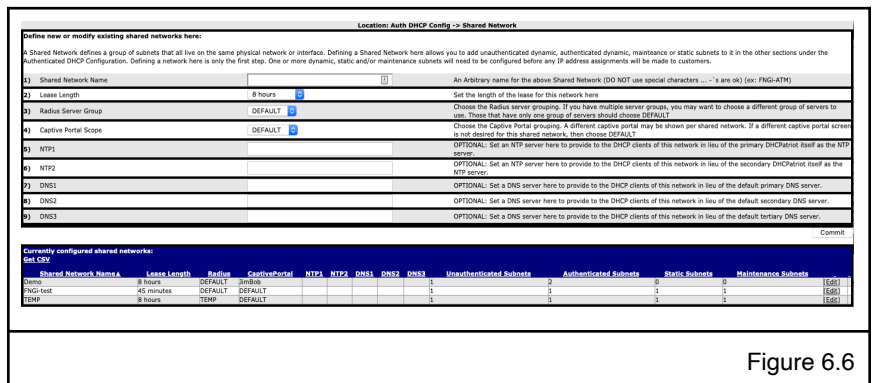 Location: Auth DHCP Config -> Shared Network
Define new or modify existing shared networks here:
A Shared Network defines a group of subnets that all live on the same physical network or interface. Defining a Shared Network here allows you to add unauthenticated dynamic, authenticated dynamic, mainteance or static subnets to it in the other sections under the
Authenticated DHCP Configuration. Defining a network here is only the first step. One or more dynamic, static and/or maintenance subnets will need to be configured before any IP address assignments will be made to customers.
1) Shared Network Name An Arbitrary name for the above Shared Network (DO NOT use special characters ... -`s are ok) (ex: FNGi-ATM)
2) Lease Length 8 hours Set the length of the lease for this network here
3) Radius Server Group DEFAULT Choose the Radius server grouping. If you have multiple server groups, you may want to choose a different group of servers to
use. Those that have only one group of servers should choose DEFAULT
4) Captive Portal Scope DEFAULT Choose the Captive Portal grouping. A different captive portal may be shown per shared network. If a different captive portal screen
is not desired for this shared network, then choose DEFAULT
5) NTP1 OPTIONAL: Set an NTP server here to provide to the DHCP clients of this network in lieu of the primary DHCPatriot itself as the NTP
server.
6) NTP2 OPTIONAL: Set an NTP server here to provide to the DHCP clients of this network in lieu of the secondary DHCPatriot itself as the
NTP server.
7) DNS1 OPTIONAL: Set a DNS server here to provide to the DHCP clients of this network in lieu of the default primary DNS server.
8) DNS2 OPTIONAL: Set a DNS server here to provide to the DHCP clients of this network in lieu of the default secondary DNS server.
9) DNS3 OPTIONAL: Set a DNS server here to provide to the DHCP clients of this network in lieu of the default tertiary DNS server.
Commit
Currently configured shared networks:
Get CSV
Shared Network Name▲ Lease Length Radius CaptivePortal NTP1 NTP2 DNS1 DNS2 DNS3 Unauthenticated Subnets Authenticated Subnets Static Subnets Maintenance Subnets
Demo 8 hours DEFAULT JimBob 1 2 0 0 [Edit]
FNGi-test 45 minutes DEFAULT DEFAULT 1 1 1 1 [Edit]
TEMP 8 hours TEMP DEFAULT 1 1 1 1 [Edit]
Figure 6.6